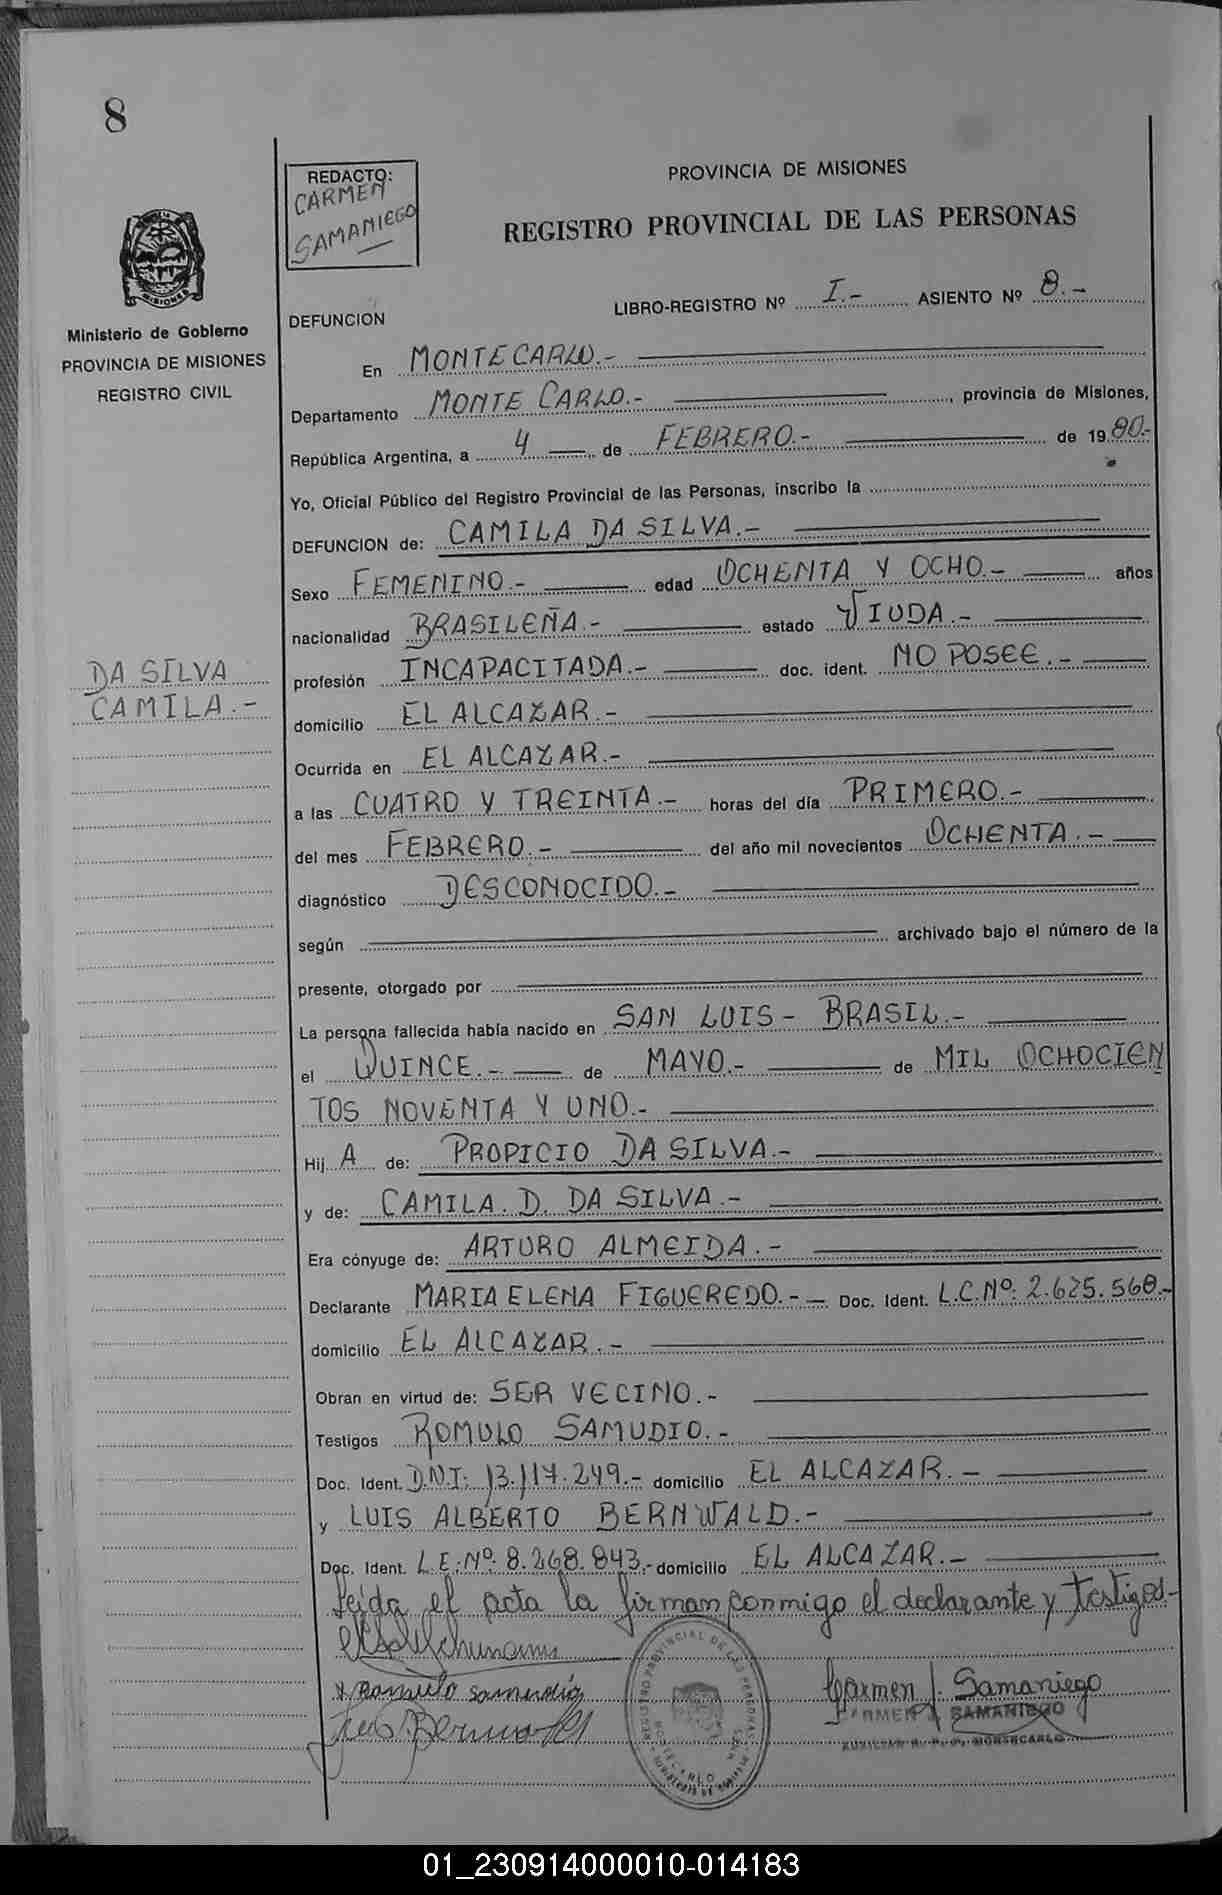 8
REDACTO:
CARMEN
SAMANIEGO
PROVINCIA DE MISIONES
REGISTRO PROVINCIAL DE LAS PERSONAS
MISIONES
Ministerio de Gobierno
PROVINCIA DE MISIONES
REGISTRO CIVIL
LIBRO-REGISTRO Nº I.- ASIENTO Nº 8.-
DEFUNCION
En MONTECARLO.-
Departamento MONTE CARLO.- , provincia de Misiones,
República Argentina, a 4 de FEBRERO.- de 1980.-
Yo, Oficial Público del Registro Provincial de las Personas, inscribo la
DEFUNCION de: CAMILA DA SILVA.-
Sexo FEMENINO.- edad OCHENTA Y OCHO.- años
nacionalidad BRASILEÑA.- estado VIUDA.-
DA SILVA
CAMILA.-
profesión INCAPACITADA.- doc. ident. NO POSEE.-
domicilio EL ALCAZAR.-
Ocurrida en EL ALCAZAR.-
a las CUATRO Y TREINTA.- horas del día PRIMERO.-
del mes FEBRERO.- del año mil novecientos OCHENTA.-
diagnóstico DESCONOCIDO.-
según archivado bajo el número de la
presente, otorgado por
La persona fallecida había nacido en SAN LUIS - BRASIL.-
el QUINCE.- de MAYO.- de MIL OCHOCIEN
TOS NOVENTA Y UNO.-
Hij A de: PROPICIO DA SILVA.-
y de: CAMILA. D. DA SILVA.-
Era cónyuge de: ARTURO ALMEIDA.-
Declarante MARIA ELENA FIGUEREDO.- Doc. Ident. L.C.Nº: 2.625.568.-
domicilio EL ALCAZAR.-
Obran en virtud de: SER VECINO.-
Testigos ROMULO SAMUDIO.-
Doc. Ident. D.N.I: 13.117.249.- domicilio EL ALCAZAR.-
y LUIS ALBERTO BERNWALD.-
Doc. Ident. L.E.Nº: 8.268.843.- domicilio EL ALCAZAR.-
Leída el acta la firman conmigo el declarante y testigos.-
Romulo samudio
Carmen J. Samaniego
CARMEN J. SAMANIEGO
REGISTRO PROVINCIAL DE LAS PERSONAS
MONTECARLO
01_230914000010-014183